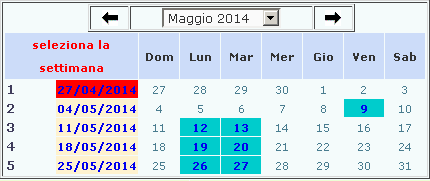 Maggio 2014
seleziona la settimana Dom Lun Mar Mer Gio Ven Sab
1 27/04/2014 27 28 29 30 1 2 3
2 04/05/2014 4 5 6 7 8 9 10
3 11/05/2014 11 12 13 14 15 16 17
4 18/05/2014 18 19 20 21 22 23 24
5 25/05/2014 25 26 27 28 29 30 31